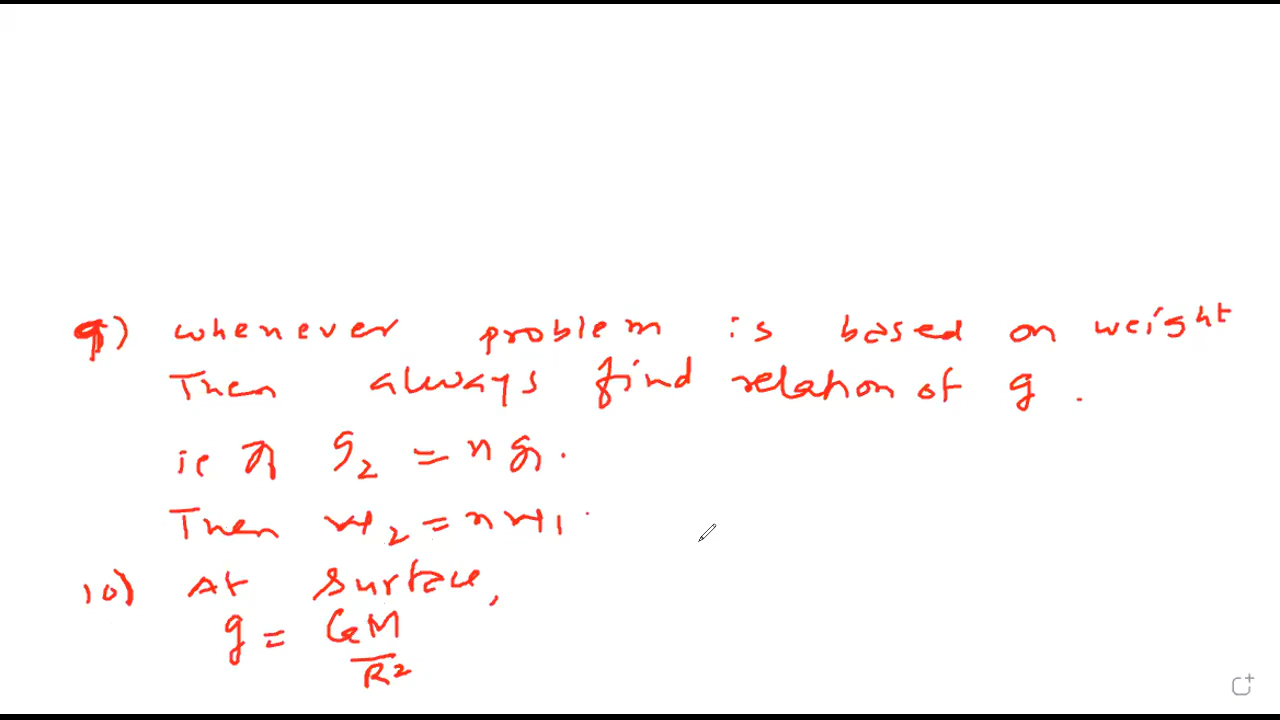 9) whenever problem is based on weight
Then always find relation of g.
ie if g2 = n g1.
Then W2 = n W1
10) At surface,
g = GM
R2